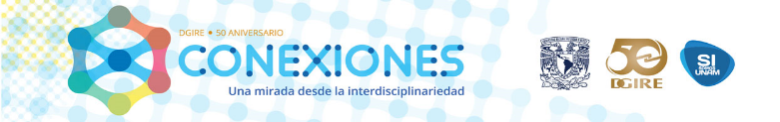 DGIRE • 50 ANIVERSARIO
CONEXIONES
Una mirada desde la interdisciplinariedad
50
DGIRE
SI
UNAM